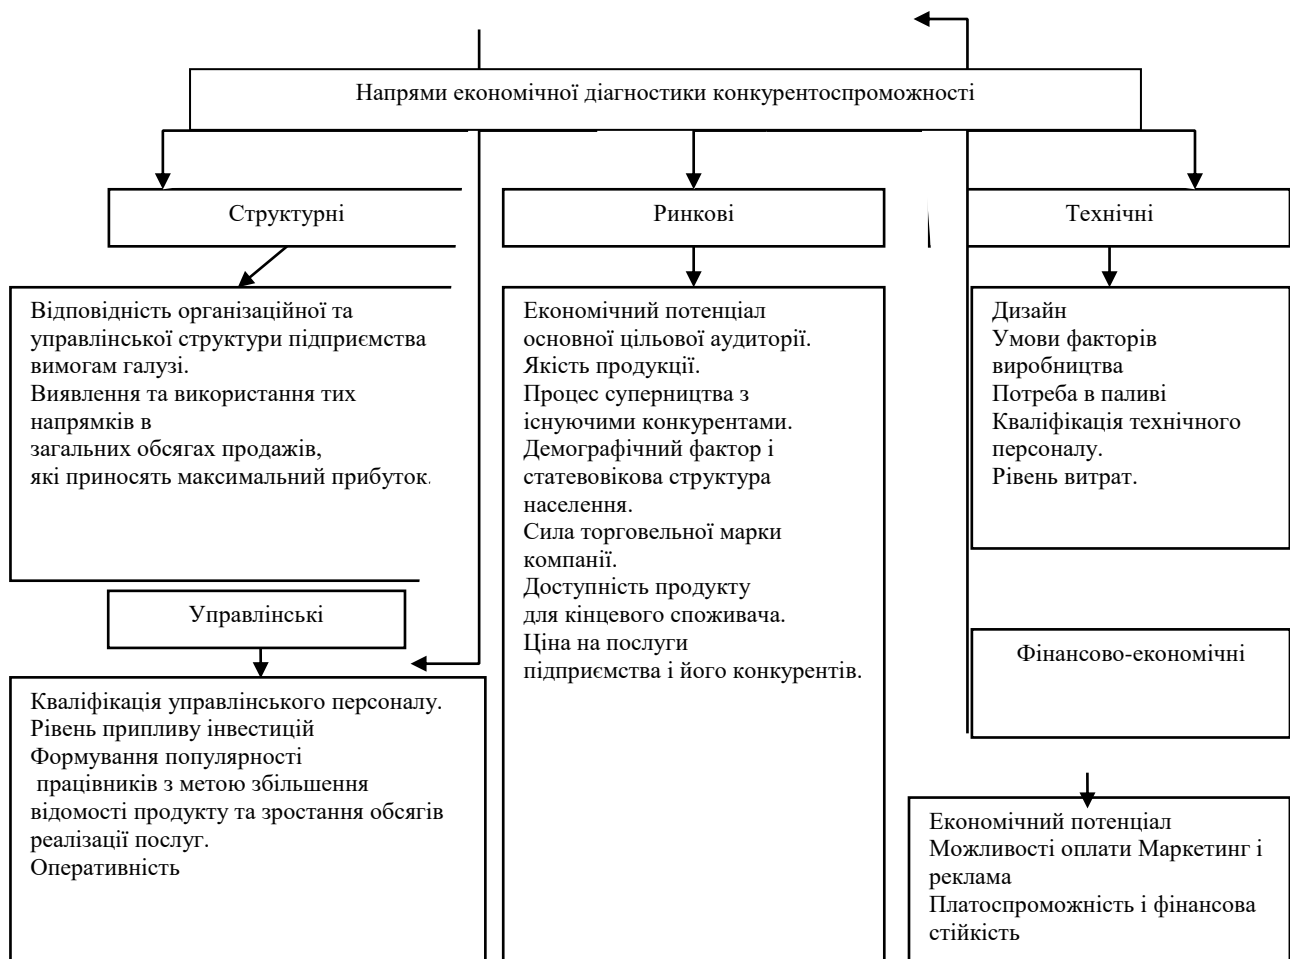 Напрями економічної діагностики конкурентоспроможності
Структурні
Ринкові
Технічні
Відповідність організаційної та
управлінської структури підприємства
вимогам галузі.
Виявлення та використання тих
напрямків в
загальних обсягах продажів,
які приносять максимальний прибуток.
Економічний потенціал
основної цільової аудиторії.
Якість продукції.
Процес суперництва з
існуючими конкурентами.
Демографічний фактор і
статевовікова структура
населення.
Сила торговельної марки
компанії.
Доступність продукту
для кінцевого споживача.
Ціна на послуги
підприємства і його конкурентів.
Дизайн
Умови факторів
виробництва
Потреба в паливі
Кваліфікація технічного
персоналу.
Рівень витрат.
Управлінські
Кваліфікація управлінського персоналу.
Рівень припливу інвестицій
Формування популярності
працівників з метою збільшення
відомості продукту та зростання обсягів
реалізації послуг.
Оперативність
Фінансово-економічні
Економічний потенціал
Можливості оплати Маркетинг і
реклама
Платоспроможність і фінансова
стійкість